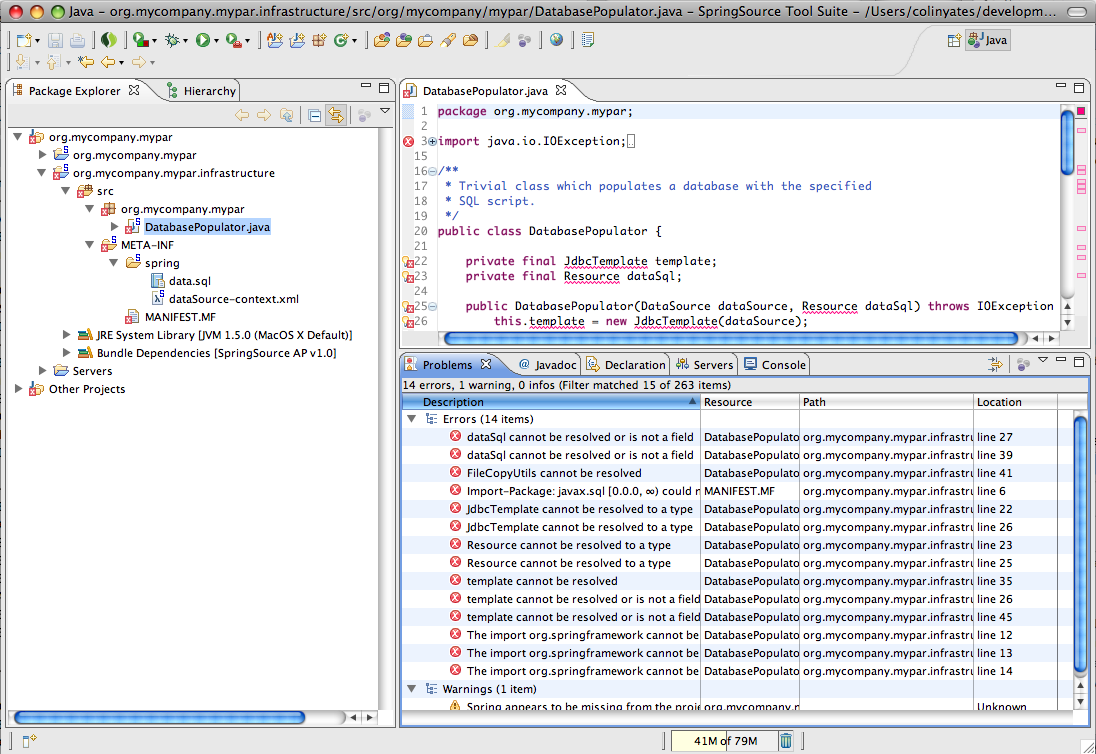 Java - org.mycompany.mypar.infrastructure/src/org/mycompany/mypar/DatabasePopulator.java - SpringSource Tool Suite - /Users/colinyates/developm...
Java
Package Explorer
Hierarchy
org.mycompany.mypar
org.mycompany.mypar
org.mycompany.mypar.infrastructure
src
org.mycompany.mypar
DatabasePopulator.java
META-INF
spring
data.sql
dataSource-context.xml
MANIFEST.MF
JRE System Library [JVM 1.5.0 (MacOS X Default)]
Bundle Dependencies [SpringSource AP v1.0]
Servers
Other Projects
DatabasePopulator.java
1 package org.mycompany.mypar;
2
3 import java.io.IOException;
15
16 /**
17 * Trivial class which populates a database with the specified
18 * SQL script.
19 */
20 public class DatabasePopulator {
21
22 private final JdbcTemplate template;
23 private final Resource dataSql;
24
25 public DatabasePopulator(DataSource dataSource, Resource dataSql) throws IOException
26 this.template = new JdbcTemplate(dataSource);
Problems @ Javadoc Declaration Servers Console
14 errors, 1 warning, 0 infos (Filter matched 15 of 263 items)
Description Resource Path Location
Errors (14 items)
dataSql cannot be resolved or is not a field DatabasePopulato org.mycompany.mypar.infrastru line 27
dataSql cannot be resolved or is not a field DatabasePopulato org.mycompany.mypar.infrastru line 39
FileCopyUtils cannot be resolved DatabasePopulato org.mycompany.mypar.infrastru line 41
Import-Package: javax.sql [0.0.0, ∞) could n MANIFEST.MF org.mycompany.mypar.infrastru line 6
JdbcTemplate cannot be resolved to a type DatabasePopulato org.mycompany.mypar.infrastru line 22
JdbcTemplate cannot be resolved to a type DatabasePopulato org.mycompany.mypar.infrastru line 26
Resource cannot be resolved to a type DatabasePopulato org.mycompany.mypar.infrastru line 23
Resource cannot be resolved to a type DatabasePopulato org.mycompany.mypar.infrastru line 25
template cannot be resolved DatabasePopulato org.mycompany.mypar.infrastru line 35
template cannot be resolved or is not a field DatabasePopulato org.mycompany.mypar.infrastru line 26
template cannot be resolved or is not a field DatabasePopulato org.mycompany.mypar.infrastru line 45
The import org.springframework cannot be DatabasePopulato org.mycompany.mypar.infrastru line 12
The import org.springframework cannot be DatabasePopulato org.mycompany.mypar.infrastru line 13
The import org.springframework cannot be DatabasePopulato org.mycompany.mypar.infrastru line 14
Warnings (1 item)
Spring appears to be missing from the proje org.mycompany.n Unknown
41M of 79M